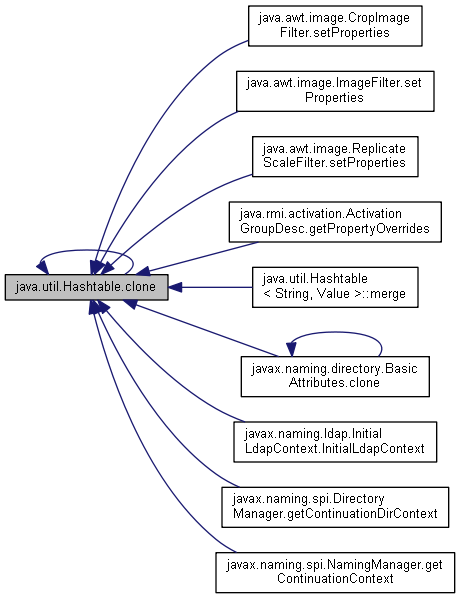 java.awt.image.CropImage
Filter.setProperties
java.awt.image.ImageFilter.set
Properties
java.awt.image.Replicate
ScaleFilter.setProperties
java.rmi.activation.Activation
GroupDesc.getPropertyOverrides
java.util.Hashtable.clone
java.util.Hashtable
< String, Value >::merge
javax.naming.directory.Basic
Attributes.clone
javax.naming.ldap.Initial
LdapContext.InitialLdapContext
javax.naming.spi.Directory
Manager.getContinuationDirContext
javax.naming.spi.NamingManager.get
ContinuationContext